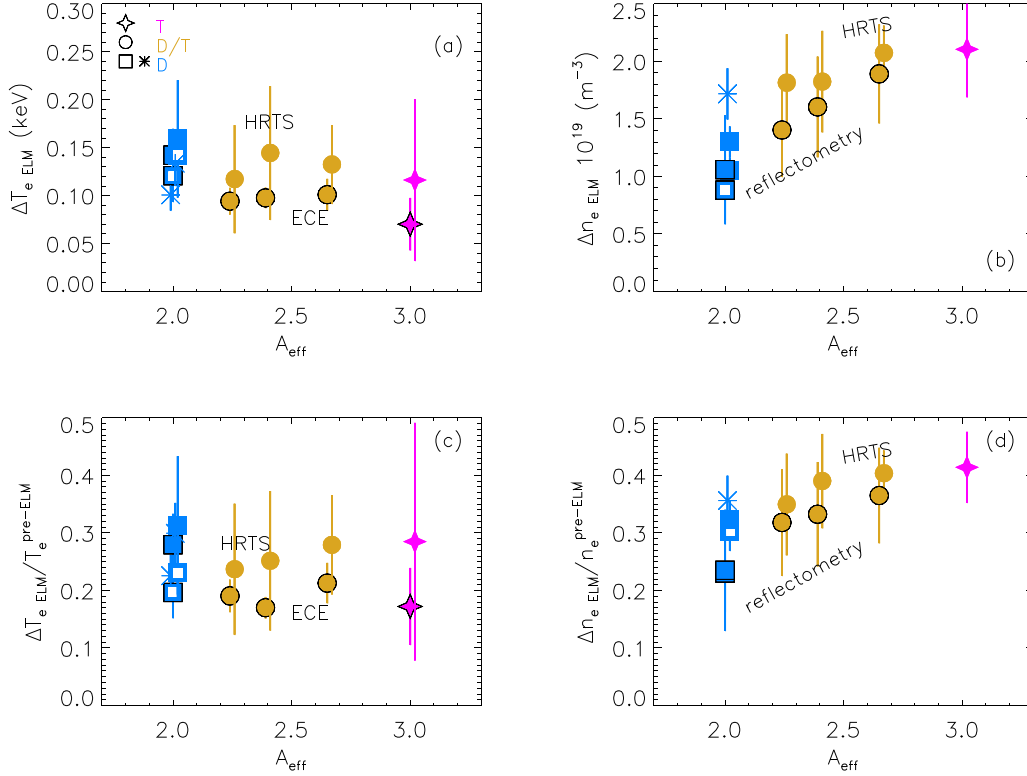 0.30
0.25
0.20
0.15
0.10
0.05
0.00
ΔT_e ELM (keV)
T
D/T
D
(a)
HRTS
ECE
2.0 2.5 3.0
A_eff
2.5
2.0
1.5
1.0
0.5
0.0
Δn_e ELM 10^19 (m^-3)
HRTS
reflectometry
(b)
2.0 2.5 3.0
A_eff
0.5
0.4
0.3
0.2
0.1
0.0
ΔT_e ELM/T_e^pre-ELM
(c)
HRTS
ECE
2.0 2.5 3.0
A_eff
0.5
0.4
0.3
0.2
0.1
0.0
Δn_e ELM/n_e^pre-ELM
(d)
HRTS
reflectometry
2.0 2.5 3.0
A_eff